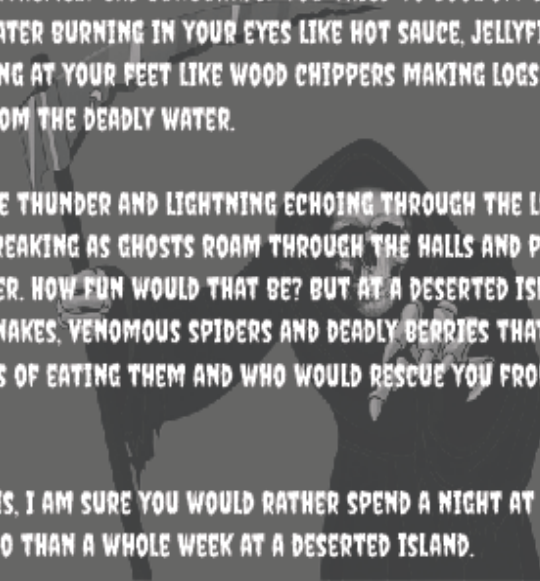 ATER BURNING IN YOUR EYES LIKE HOT SAUCE, JELLYFI
NG AT YOUR FEET LIKE WOOD CHIPPERS MAKING LOGS
OM THE DEADLY WATER.
E THUNDER AND LIGHTNING ECHOING THROUGH THE L
REAKING AS GHOSTS ROAM THROUGH THE HALLS AND P
ER. HOW FUN WOULD THAT BE? BUT AT A DESERTED ISL
NAKES, VENOMOUS SPIDERS AND DEADLY BERRIES THAT
S OF EATING THEM AND WHO WOULD RESCUE YOU FRO
IS, I AM SURE YOU WOULD RATHER SPEND A NIGHT AT
O THAN A WHOLE WEEK AT A DESERTED ISLAND.